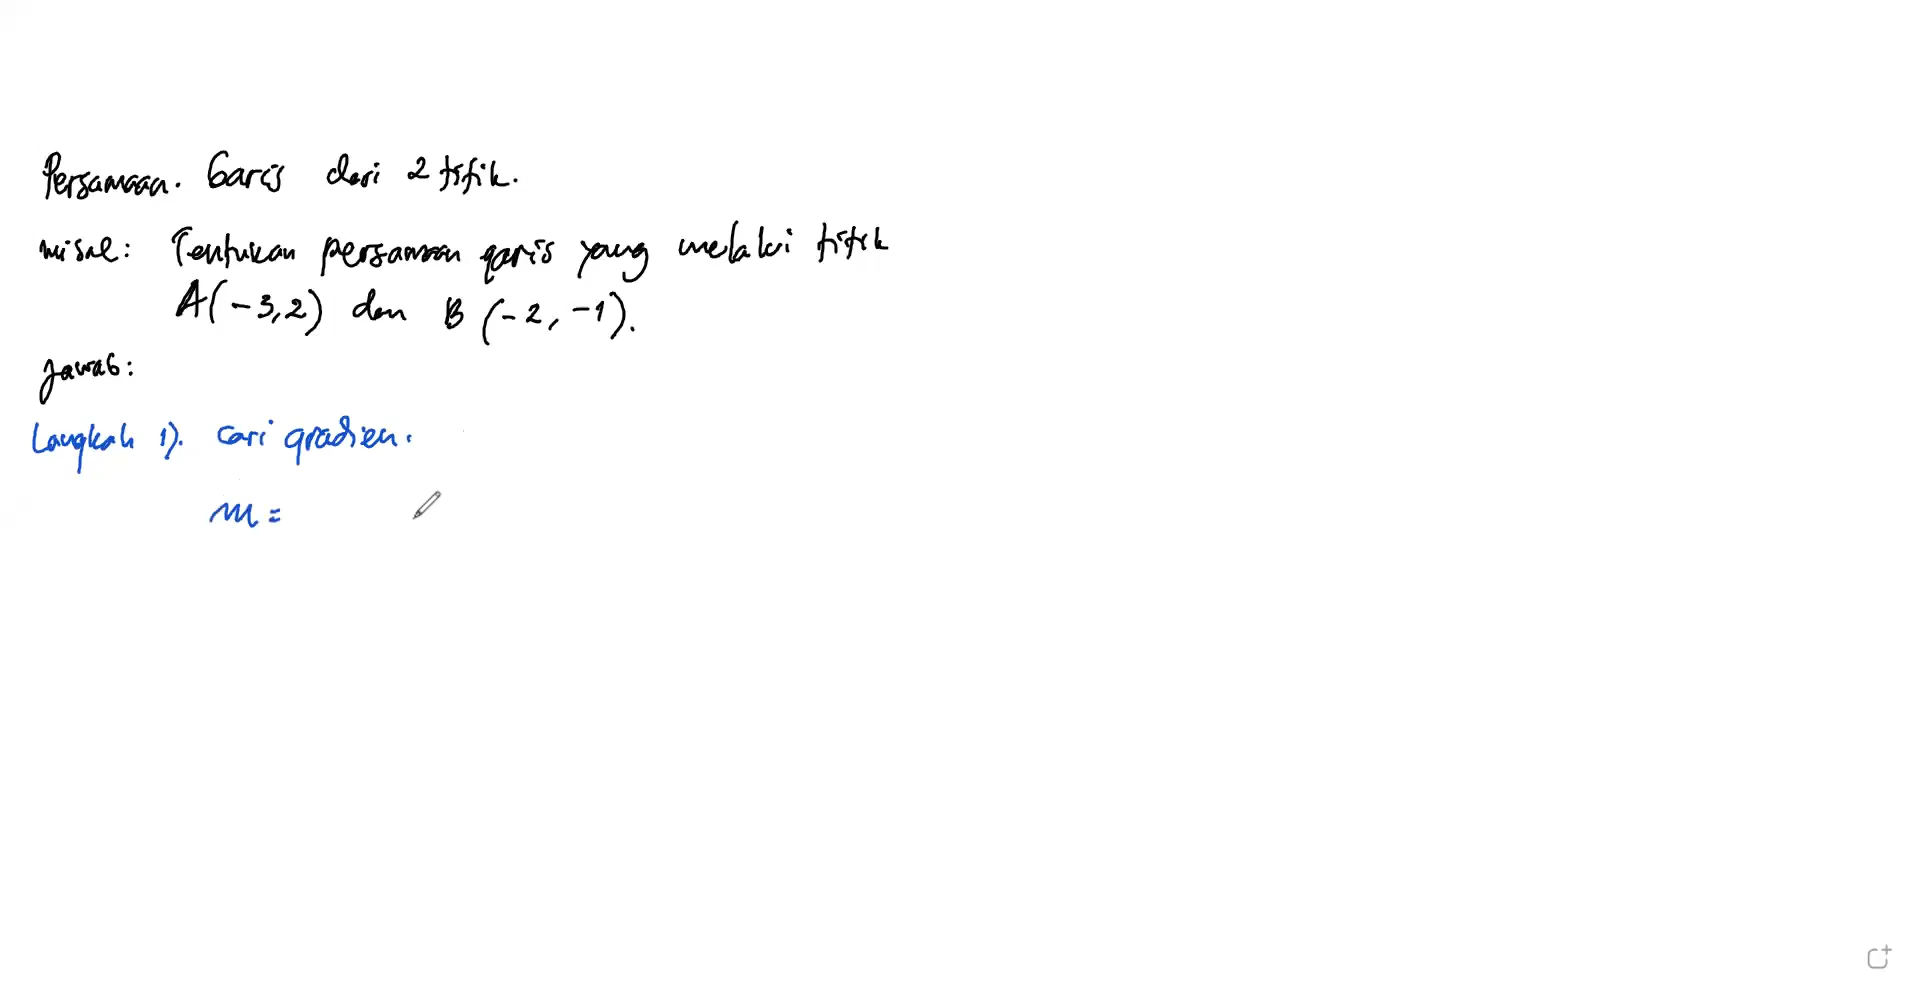 Persamaan. Garis dari 2 titik.
misal: Tentukan persamaan garis yang melalui titik
A(-3,2) dan B (-2, -1).
Jawab:
Langkah 1). Cari gradien.
m =